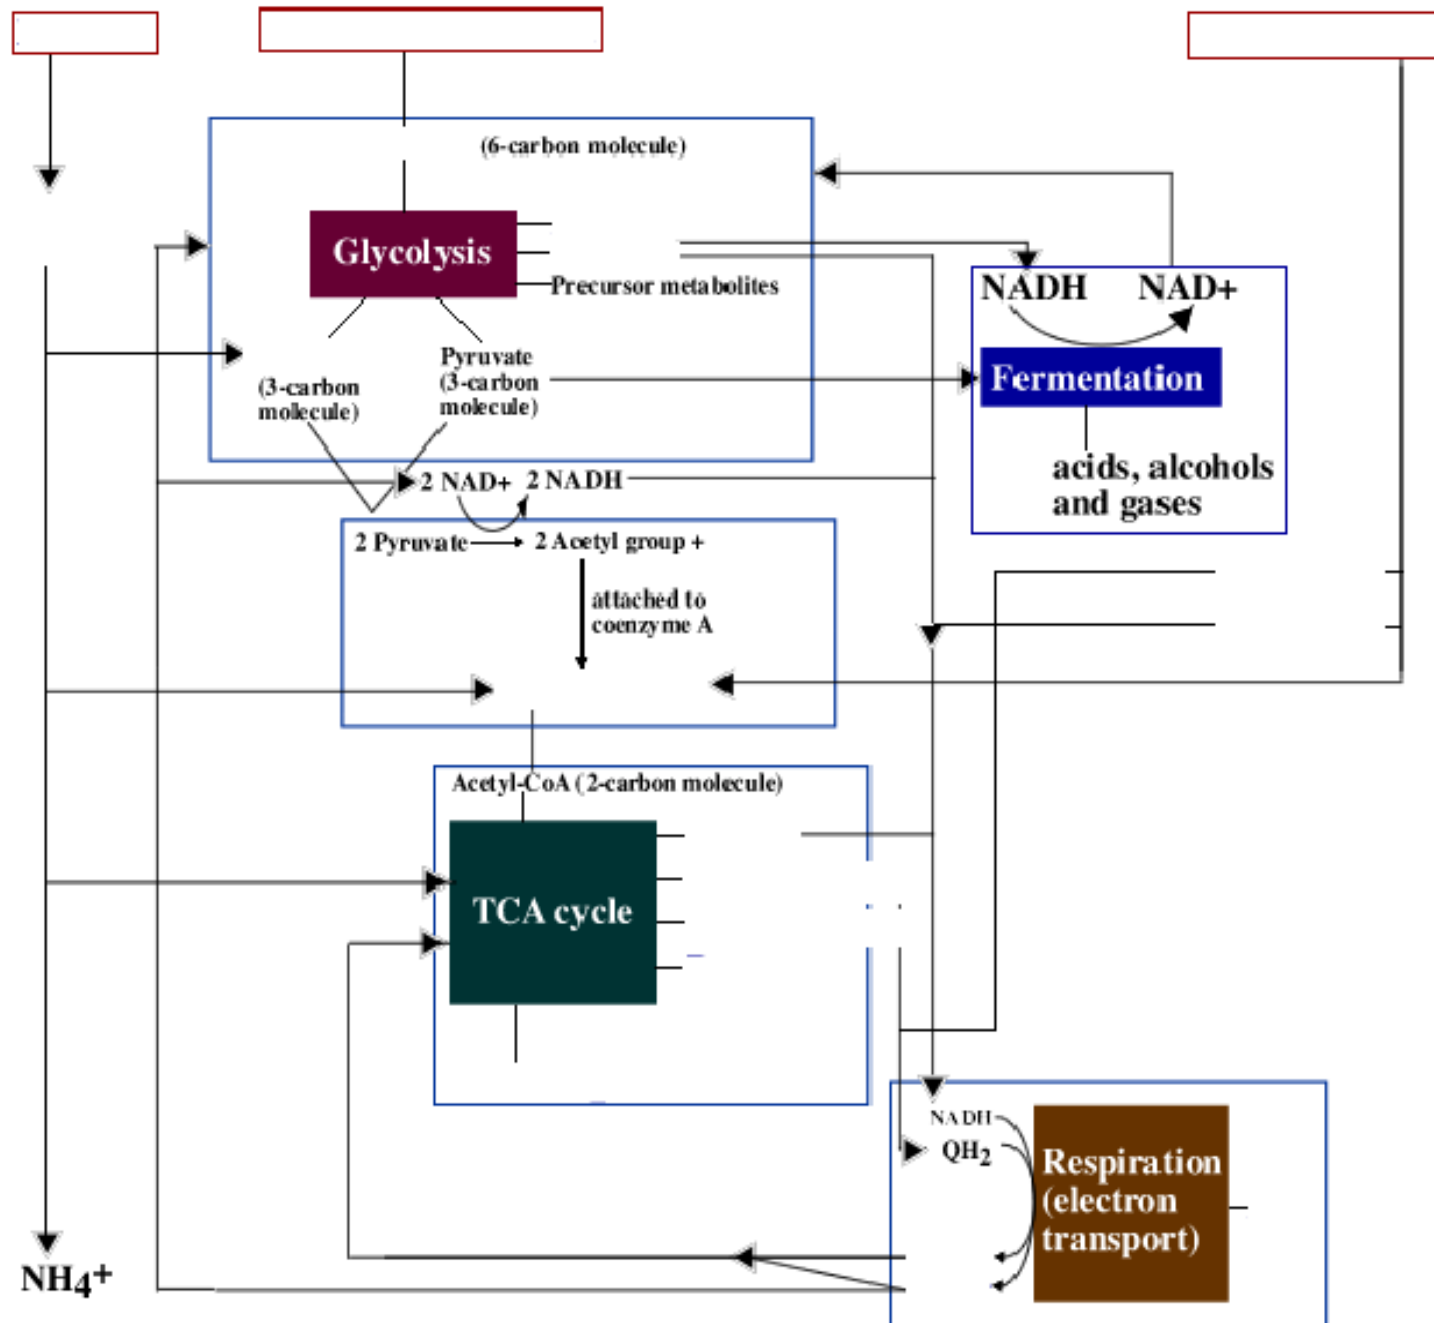 (6-carbon molecule)
Glycolysis
Precursor metabolites
NADH NAD+
Pyruvate
(3-carbon
molecule)
(3-carbon
molecule)
Fermentation
acids, alcohols
and gases
2 NAD+ 2 NADH
2 Pyruvate 2 Acetyl group +
attached to
coenzyme A
Acetyl-CoA (2-carbon molecule)
TCA cycle
NADH
QH2
Respiration
(electron
transport)
NH4+